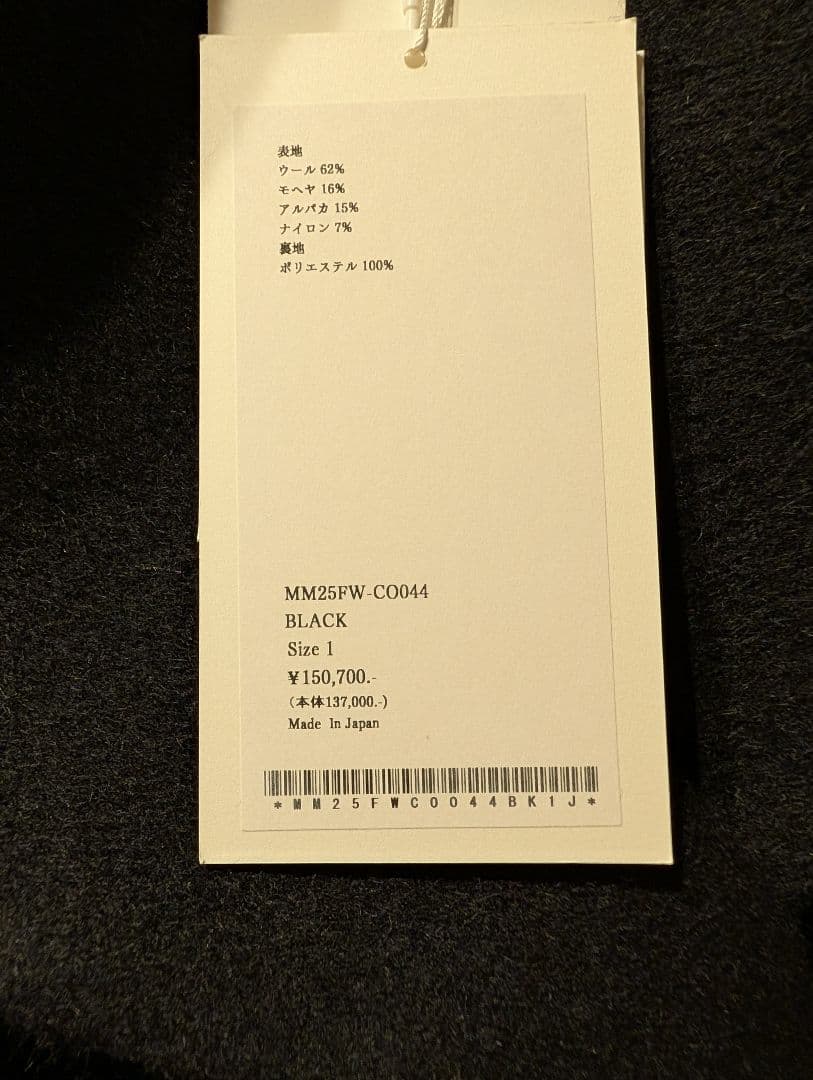 表地
ウール 62%
モヘヤ 16%
アルパカ 15%
ナイロン 7%
裏地
ポリエステル 100%
MM25FW-CO044
BLACK
Size 1
¥150,700.-
（本体137,000.-)
Made In Japan
*MM25FWCO044BK1J*